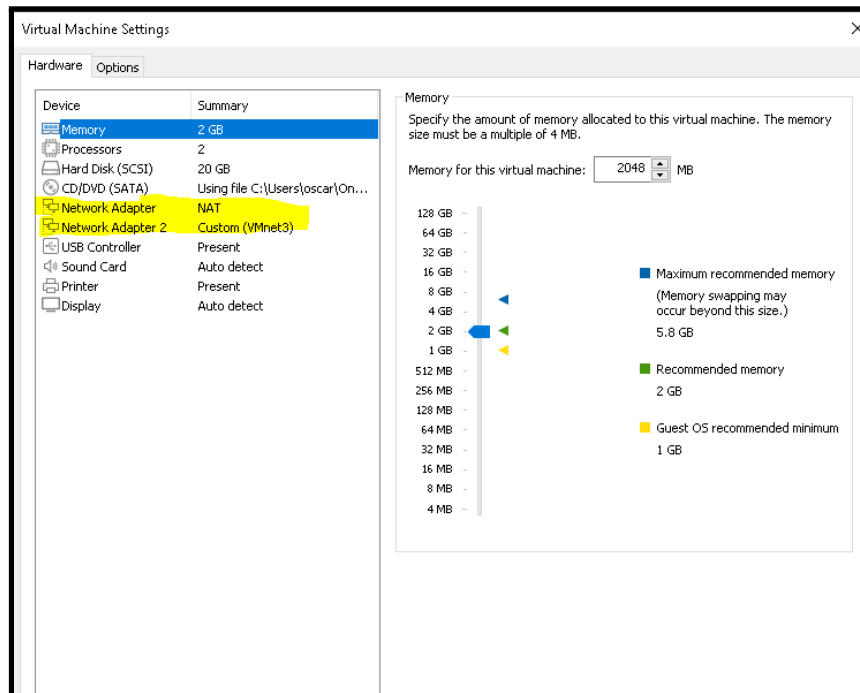 Virtual Machine Settings
Hardware Options
Device Summary
Memory 2 GB
Processors 2
Hard Disk (SCSI) 20 GB
CD/DVD (SATA) Using file C:\Users\oscar\On...
Network Adapter NAT
Network Adapter 2 Custom (VMnet3)
USB Controller Present
Sound Card Auto detect
Printer Present
Display Auto detect
Memory
Specify the amount of memory allocated to this virtual machine. The memory
size must be a multiple of 4 MB.
Memory for this virtual machine: 2048 MB
128 GB
64 GB
32 GB
16 GB
8 GB
4 GB
2 GB
1 GB
512 MB
256 MB
128 MB
64 MB
32 MB
16 MB
8 MB
4 MB
Maximum recommended memory
(Memory swapping may
occur beyond this size.)
5.8 GB
Recommended memory
2 GB
Guest OS recommended minimum
1 GB